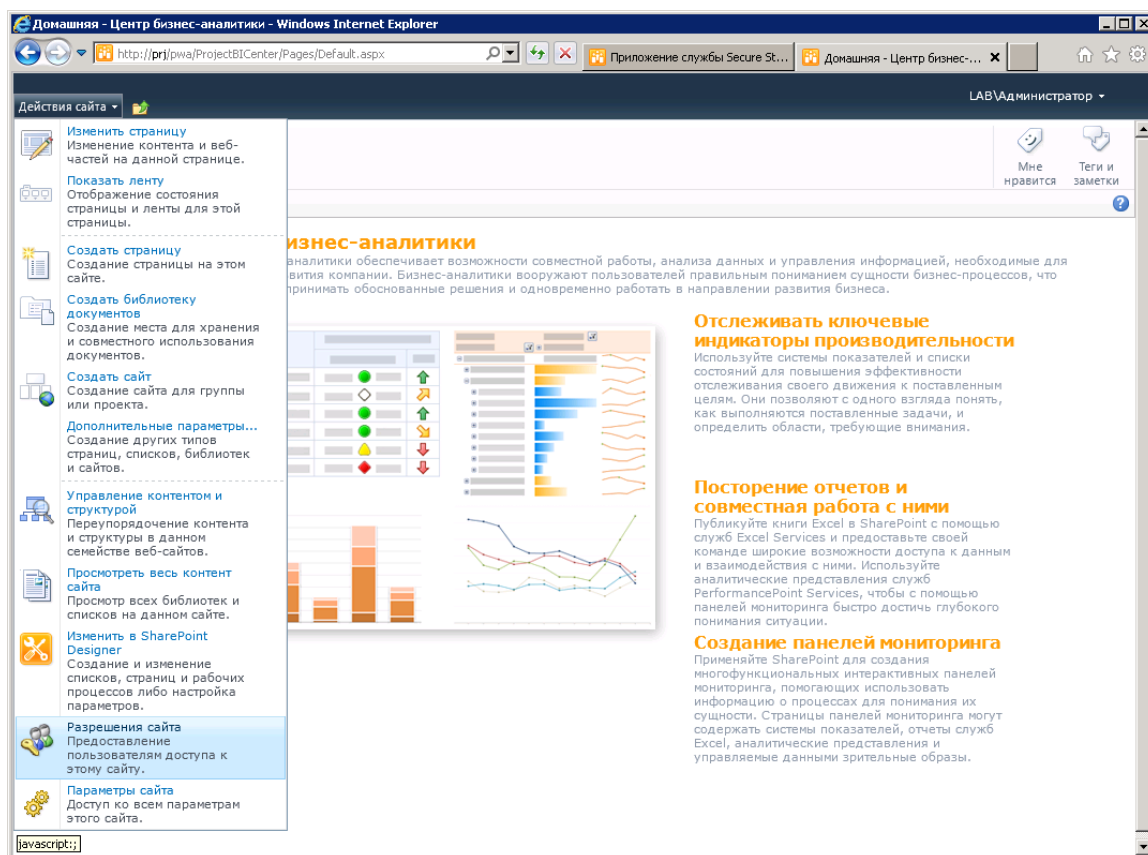 Домашняя - Центр бизнес-аналитики - Windows Internet Explorer
http://prj/pwa/ProjectBICenter/Pages/Default.aspx
Приложение службы Secure St...
Домашняя - Центр бизнес-...
Действия сайта
LAB\Администратор
Изменить страницу
Изменение контента и веб-
частей на данной странице.
Показать ленту
Отображение состояния
страницы и ленты для этой
страницы.
Создать страницу
Создание страницы на этом
сайте.
Создать библиотеку
документов
Создание места для хранения
и совместного использования
документов.
Создать сайт
Создание сайта для группы
или проекта.
Дополнительные параметры...
Создание других типов
страниц, списков, библиотек
и сайтов.
Управление контентом и
структурой
Переупорядочение контента
и структуры в данном
семействе веб-сайтов.
Просмотреть весь контент
сайта
Просмотр всех библиотек и
списков на данном сайте.
Изменить в SharePoint
Designer
Создание и изменение
списков, страниц и рабочих
процессов либо настройка
параметров.
Разрешения сайта
Предоставление
пользователям доступа к
этому сайту.
Параметры сайта
Доступ ко всем параметрам
этого сайта.
javascript:;
Мне
нравится
Теги и
заметки
изнес-аналитики
аналитики обеспечивает возможности совместной работы, анализа данных и управления информацией, необходимые для
вития компании. Бизнес-аналитики вооружают пользователей правильным пониманием сущности бизнес-процессов, что
принимать обоснованные решения и одновременно работать в направлении развития бизнеса.
Отслеживать ключевые
индикаторы производительности
Используйте системы показателей и списки
состояний для повышения эффективности
отслеживания своего движения к поставленным
целям. Они позволяют с одного взгляда понять,
как выполняются поставленные задачи, и
определить области, требующие внимания.
Посторение отчетов и
совместная работа с ними
Публикуйте книги Excel в SharePoint с помощью
служб Excel Services и предоставьте своей
команде широкие возможности доступа к данным
и взаимодействия с ними. Используйте
аналитические представления служб
PerformancePoint Services, чтобы с помощью
панелей мониторинга быстро достичь глубокого
понимания ситуации.
Создание панелей мониторинга
Применяйте SharePoint для создания
многофункциональных интерактивных панелей
мониторинга, помогающих использовать
информацию о процессах для понимания их
сущности. Страницы панелей мониторинга могут
содержать системы показателей, отчеты служб
Excel, аналитические представления и
управляемые данными зрительные образы.